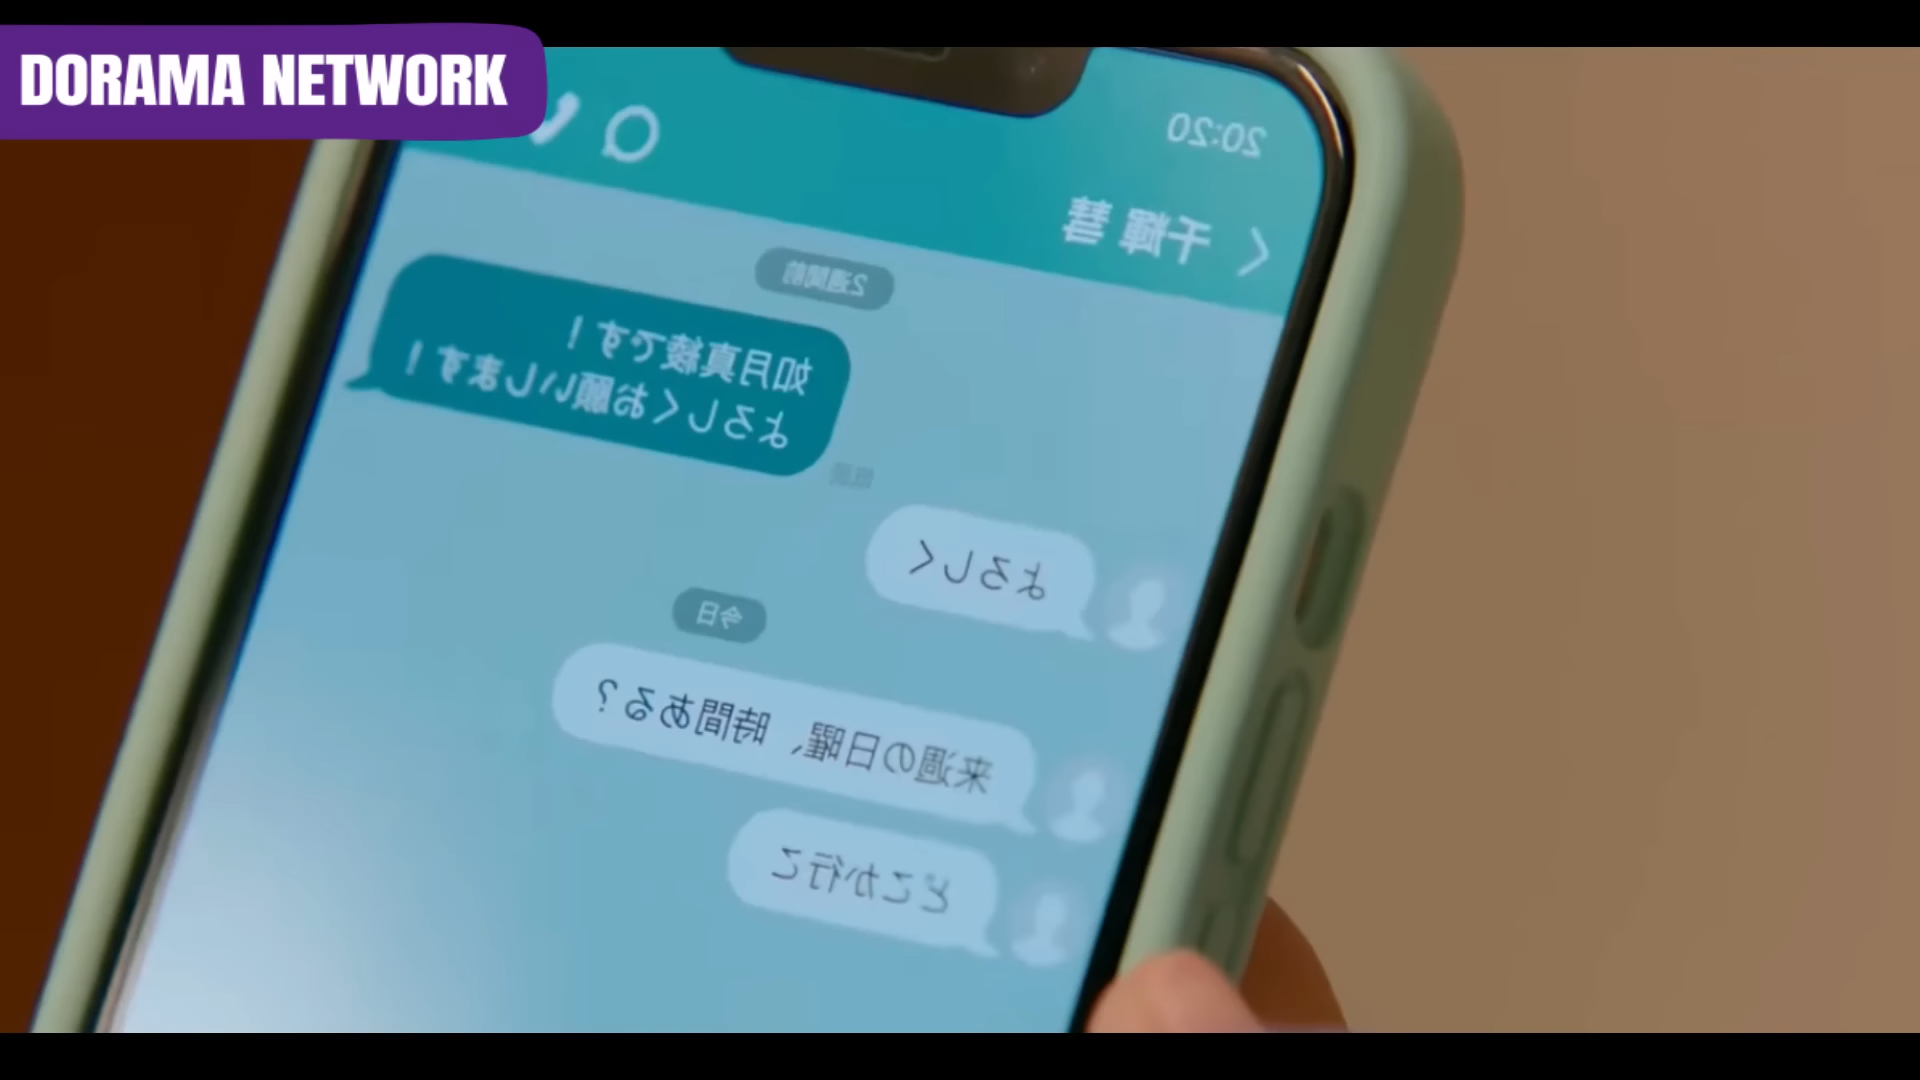 DORAMA NETWORK
20:20
千輝 彗
2週間前
如月真綾です！
よろしくお願いします！
よろしく
今日
来週の日曜、時間ある？
どこか行こ